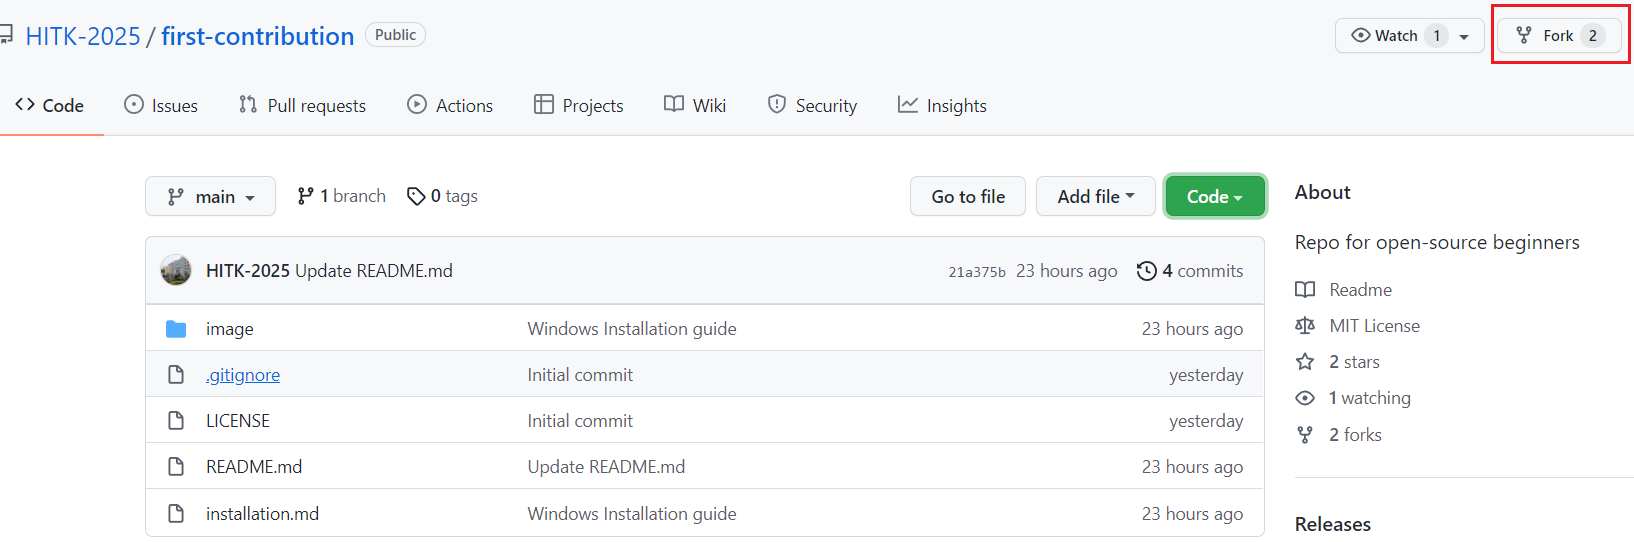 HITK-2025 / first-contribution Public Watch 1 Fork 2
Code Issues Pull requests Actions Projects Wiki Security Insights
main 1 branch 0 tags Go to file Add file Code
HITK-2025 Update README.md 21a375b 23 hours ago 4 commits
image Windows Installation guide 23 hours ago
.gitignore Initial commit yesterday
LICENSE Initial commit yesterday
README.md Update README.md 23 hours ago
installation.md Windows Installation guide 23 hours ago
About
Repo for open-source beginners
Readme
MIT License
2 stars
1 watching
2 forks
Releases